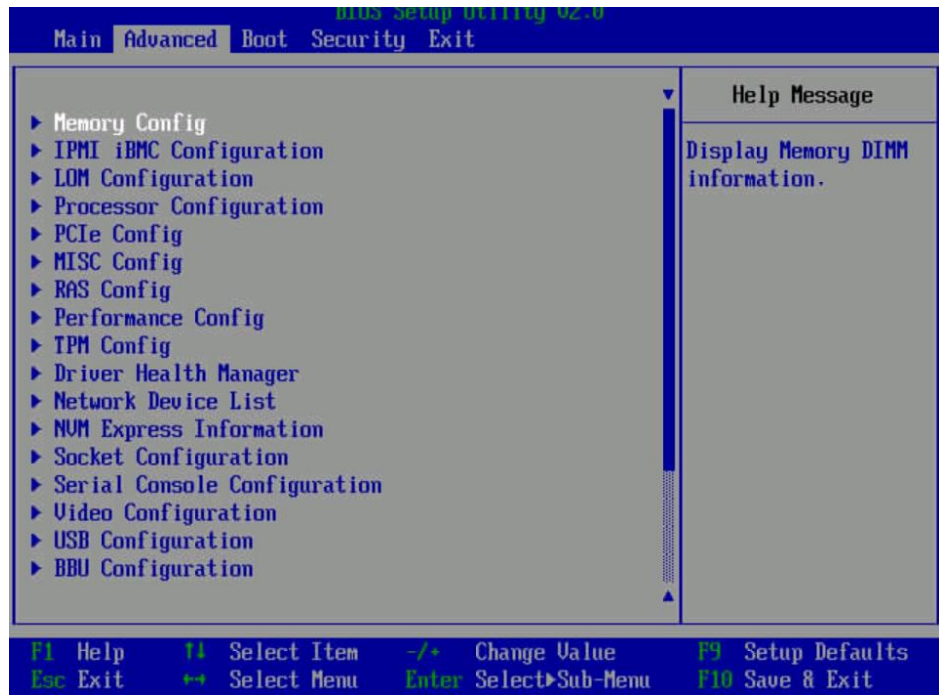 BIOS Setup Utility V2.0
Main Advanced Boot Security Exit
Help Message
Display Memory DIMM
information.
▶ Memory Config
▶ IPMI iBMC Configuration
▶ LOM Configuration
▶ Processor Configuration
▶ PCIe Config
▶ MISC Config
▶ RAS Config
▶ Performance Config
▶ TPM Config
▶ Driver Health Manager
▶ Network Device List
▶ NVM Express Information
▶ Socket Configuration
▶ Serial Console Configuration
▶ Video Configuration
▶ USB Configuration
▶ BBU Configuration
F1 Help ↑↓ Select Item -/+ Change Value F9 Setup Defaults
Esc Exit ←→ Select Menu Enter Select▶Sub-Menu F10 Save & Exit